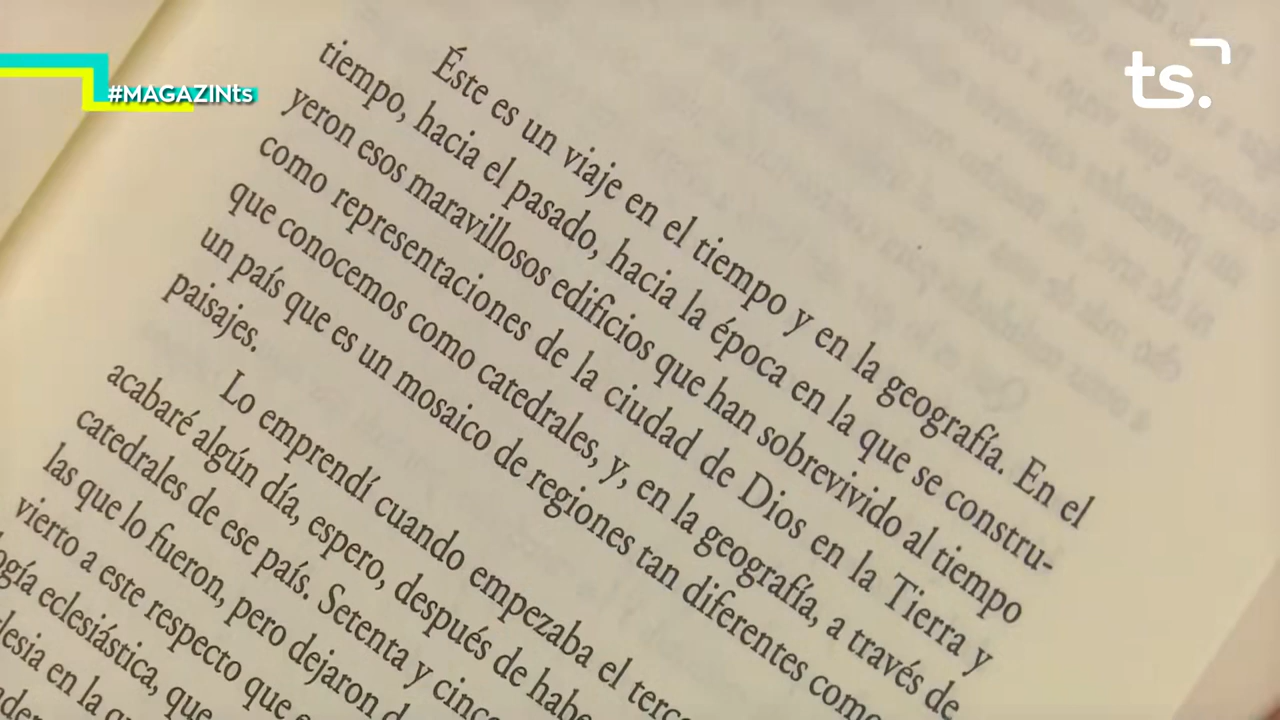 #MAGAZINts
ts.
Éste es un viaje en el tiempo y en la geografía. En el
tiempo, hacia el pasado, hacia la época en la que se constru-
yeron esos maravillosos edificios que han sobrevivido al tiempo
como representaciones de la ciudad de Dios en la Tierra y
que conocemos como catedrales, y, en la geografía, a través de
un país que es un mosaico de regiones tan diferentes como
paisajes.
Lo emprendí cuando empezaba el
acabaré algún día, espero, después de
catedrales de ese país. Setenta y
las que lo fueron, pero dejaron
vierto a este respecto que
eclesiástica, que
en la